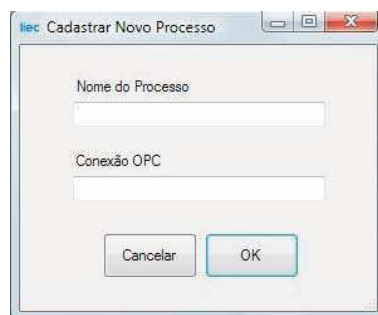 liec Cadastrar Novo Processo
Nome do Processo
Conexão OPC
Cancelar OK